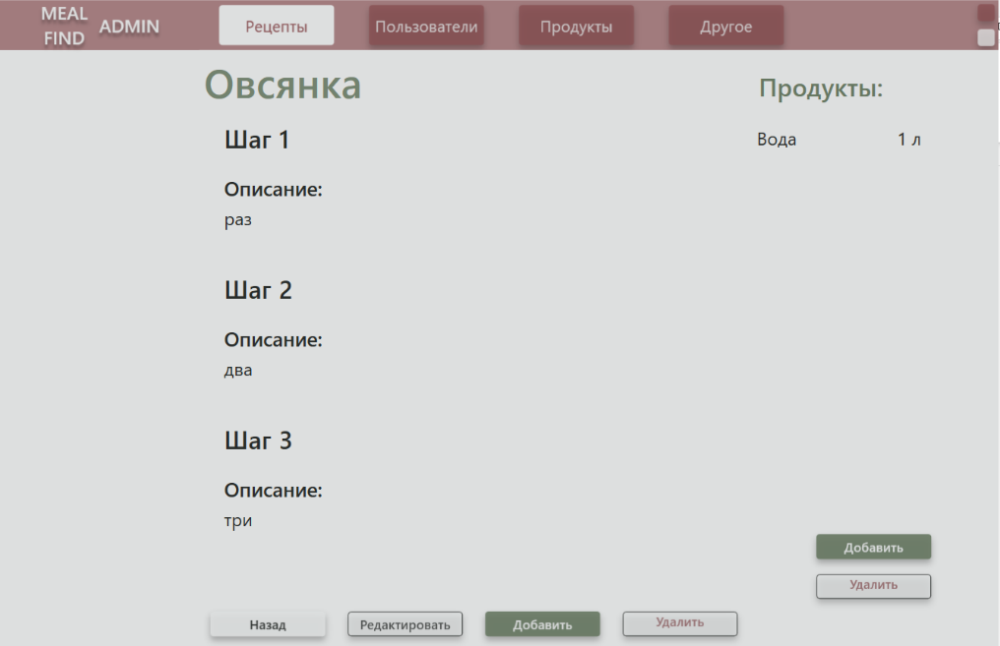 MEAL
FIND
ADMIN
Рецепты
Пользователи
Продукты
Другое
Овсянка
Шаг 1
Описание:
раз
Шаг 2
Описание:
два
Шаг 3
Описание:
три
Продукты:
Вода 1 л
Добавить
Удалить
Назад
Редактировать
Добавить
Удалить